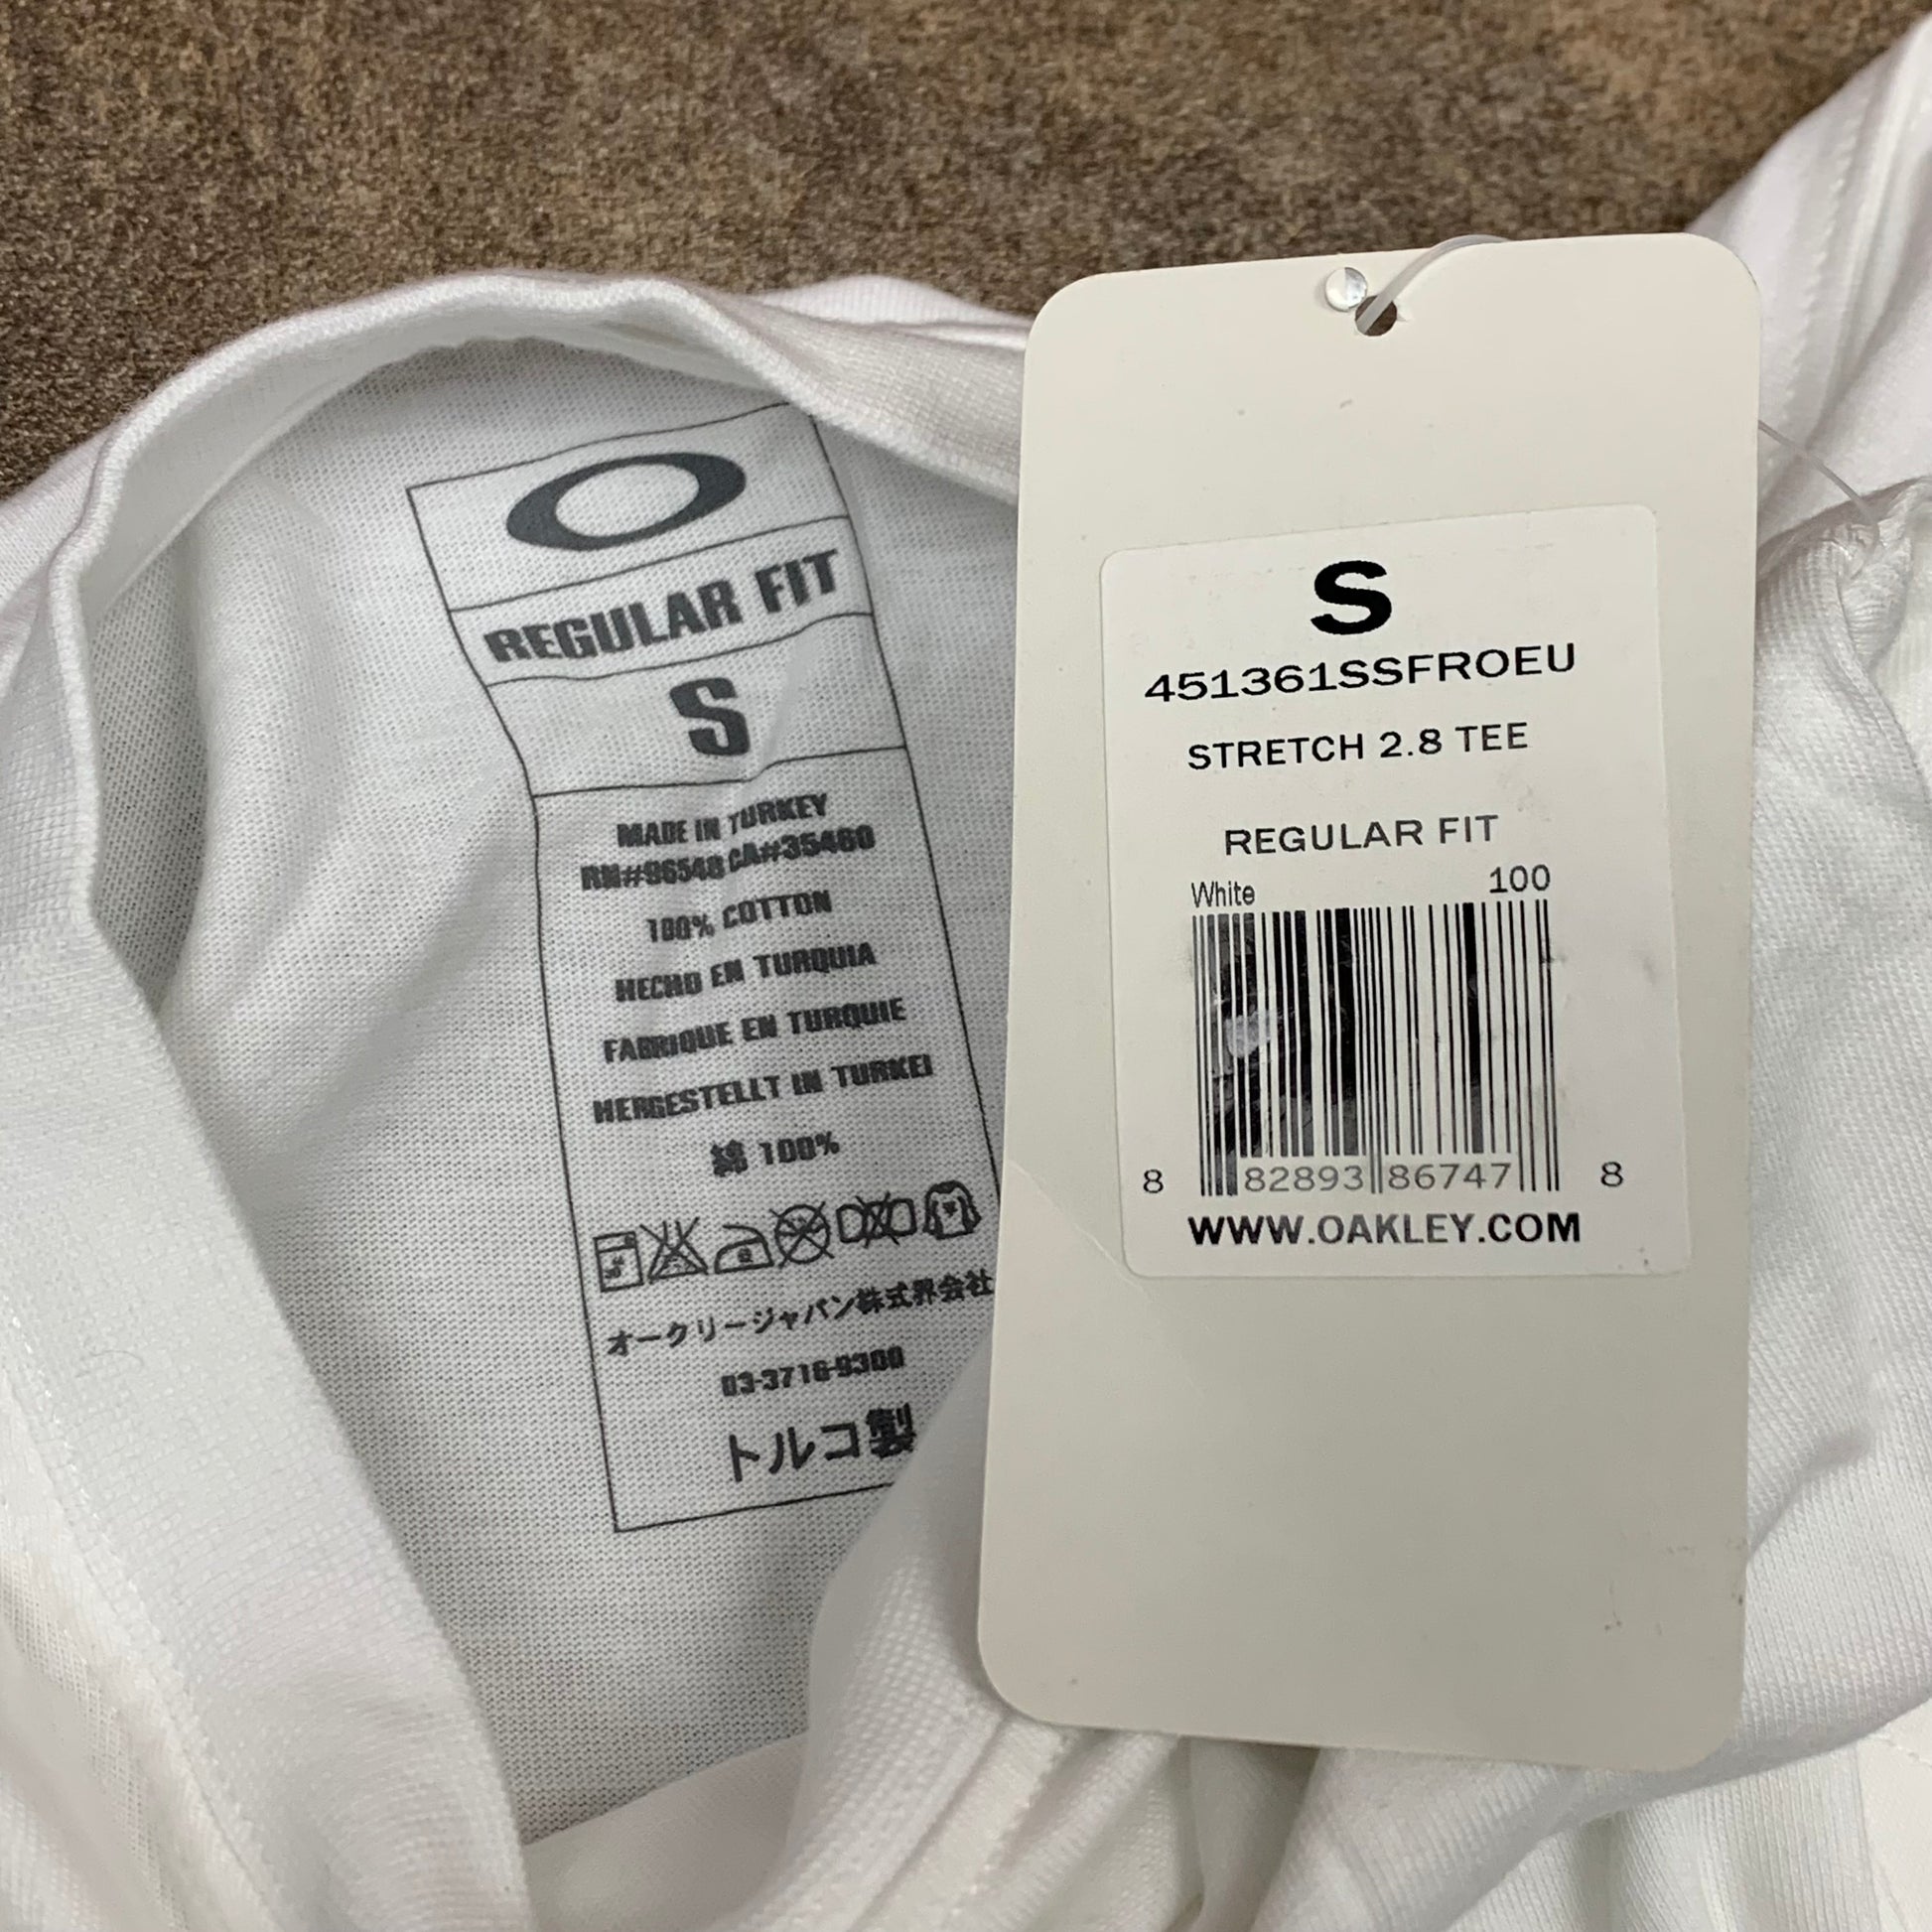 REGULAR FIT
S
MADE IN TURKEY
RN#96548 CA#35460
100% COTTON
HECHO EN TURQUIA
FABRIQUE EN TURQUIE
HERGESTELLT IN TURKEI
綿 100%
オークリージャパン株式界会社
03-3716-9300
トルコ製
S
451361SSFROEU
STRETCH 2.8 TEE
REGULAR FIT
White 100
8 82893 86747 8
WWW.OAKLEY.COM